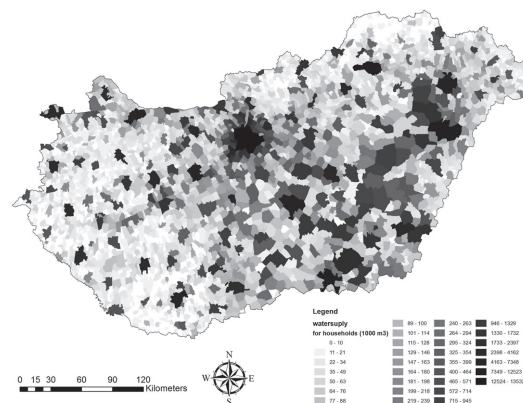 Legend
watersuply
for households (1000 m3)
0 - 10
11 - 21
22 - 34
35 - 49
50 - 63
64 - 76
77 - 88
89 - 100
101 - 114
115 - 128
129 - 146
147 - 163
164 - 180
181 - 198
199 - 218
219 - 239
240 - 263
264 - 294
295 - 324
325 - 354
355 - 399
400 - 464
465 - 571
572 - 714
715 - 945
946 - 1329
1330 - 1732
1733 - 2397
2398 - 4162
4163 - 7348
7349 - 12523
N
W E
S
0 15 30 60 90 120
Kilometers